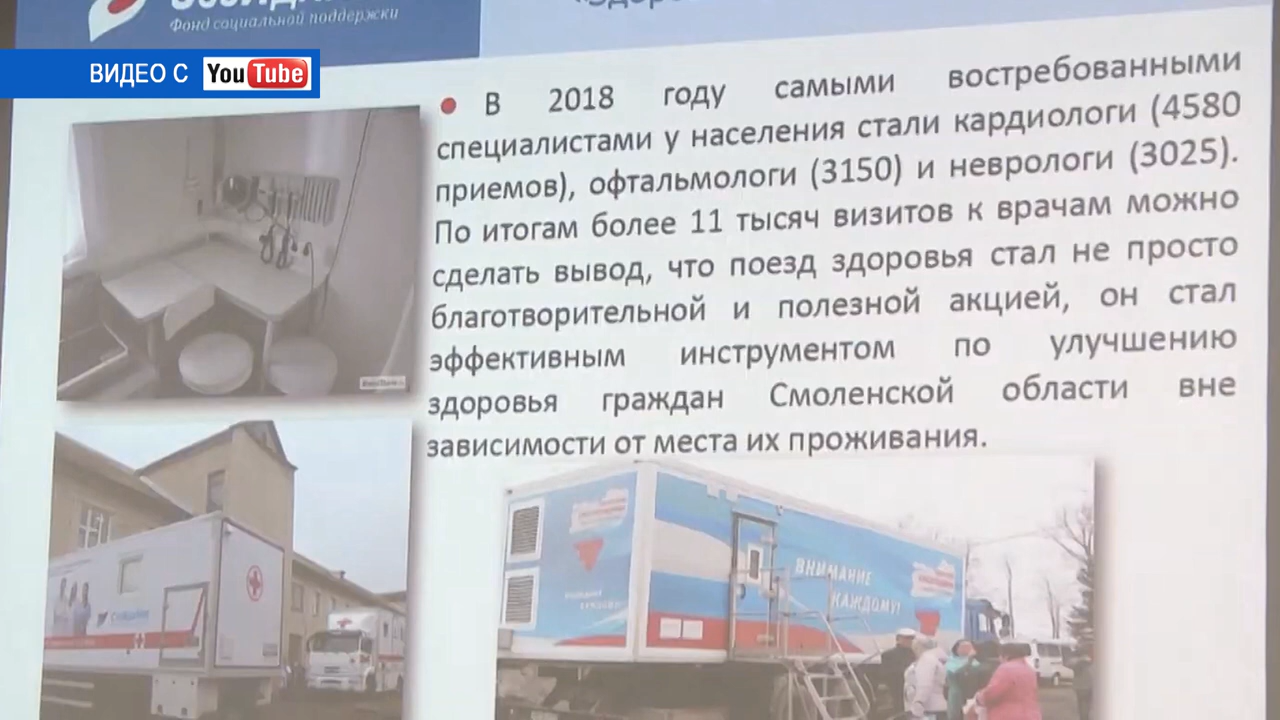 Фонд социальной поддержки
ВИДЕО С YouTube
В 2018 году самыми востребованными
специалистами у населения стали кардиологи (4580
приемов), офтальмологи (3150) и неврологи (3025).
По итогам более 11 тысяч визитов к врачам можно
сделать вывод, что поезд здоровья стал не просто
благотворительной и полезной акцией, он стал
эффективным инструментом по улучшению
здоровья граждан Смоленской области вне
зависимости от места их проживания.
ВНИМАНИЕ
КАЖДОМУ!